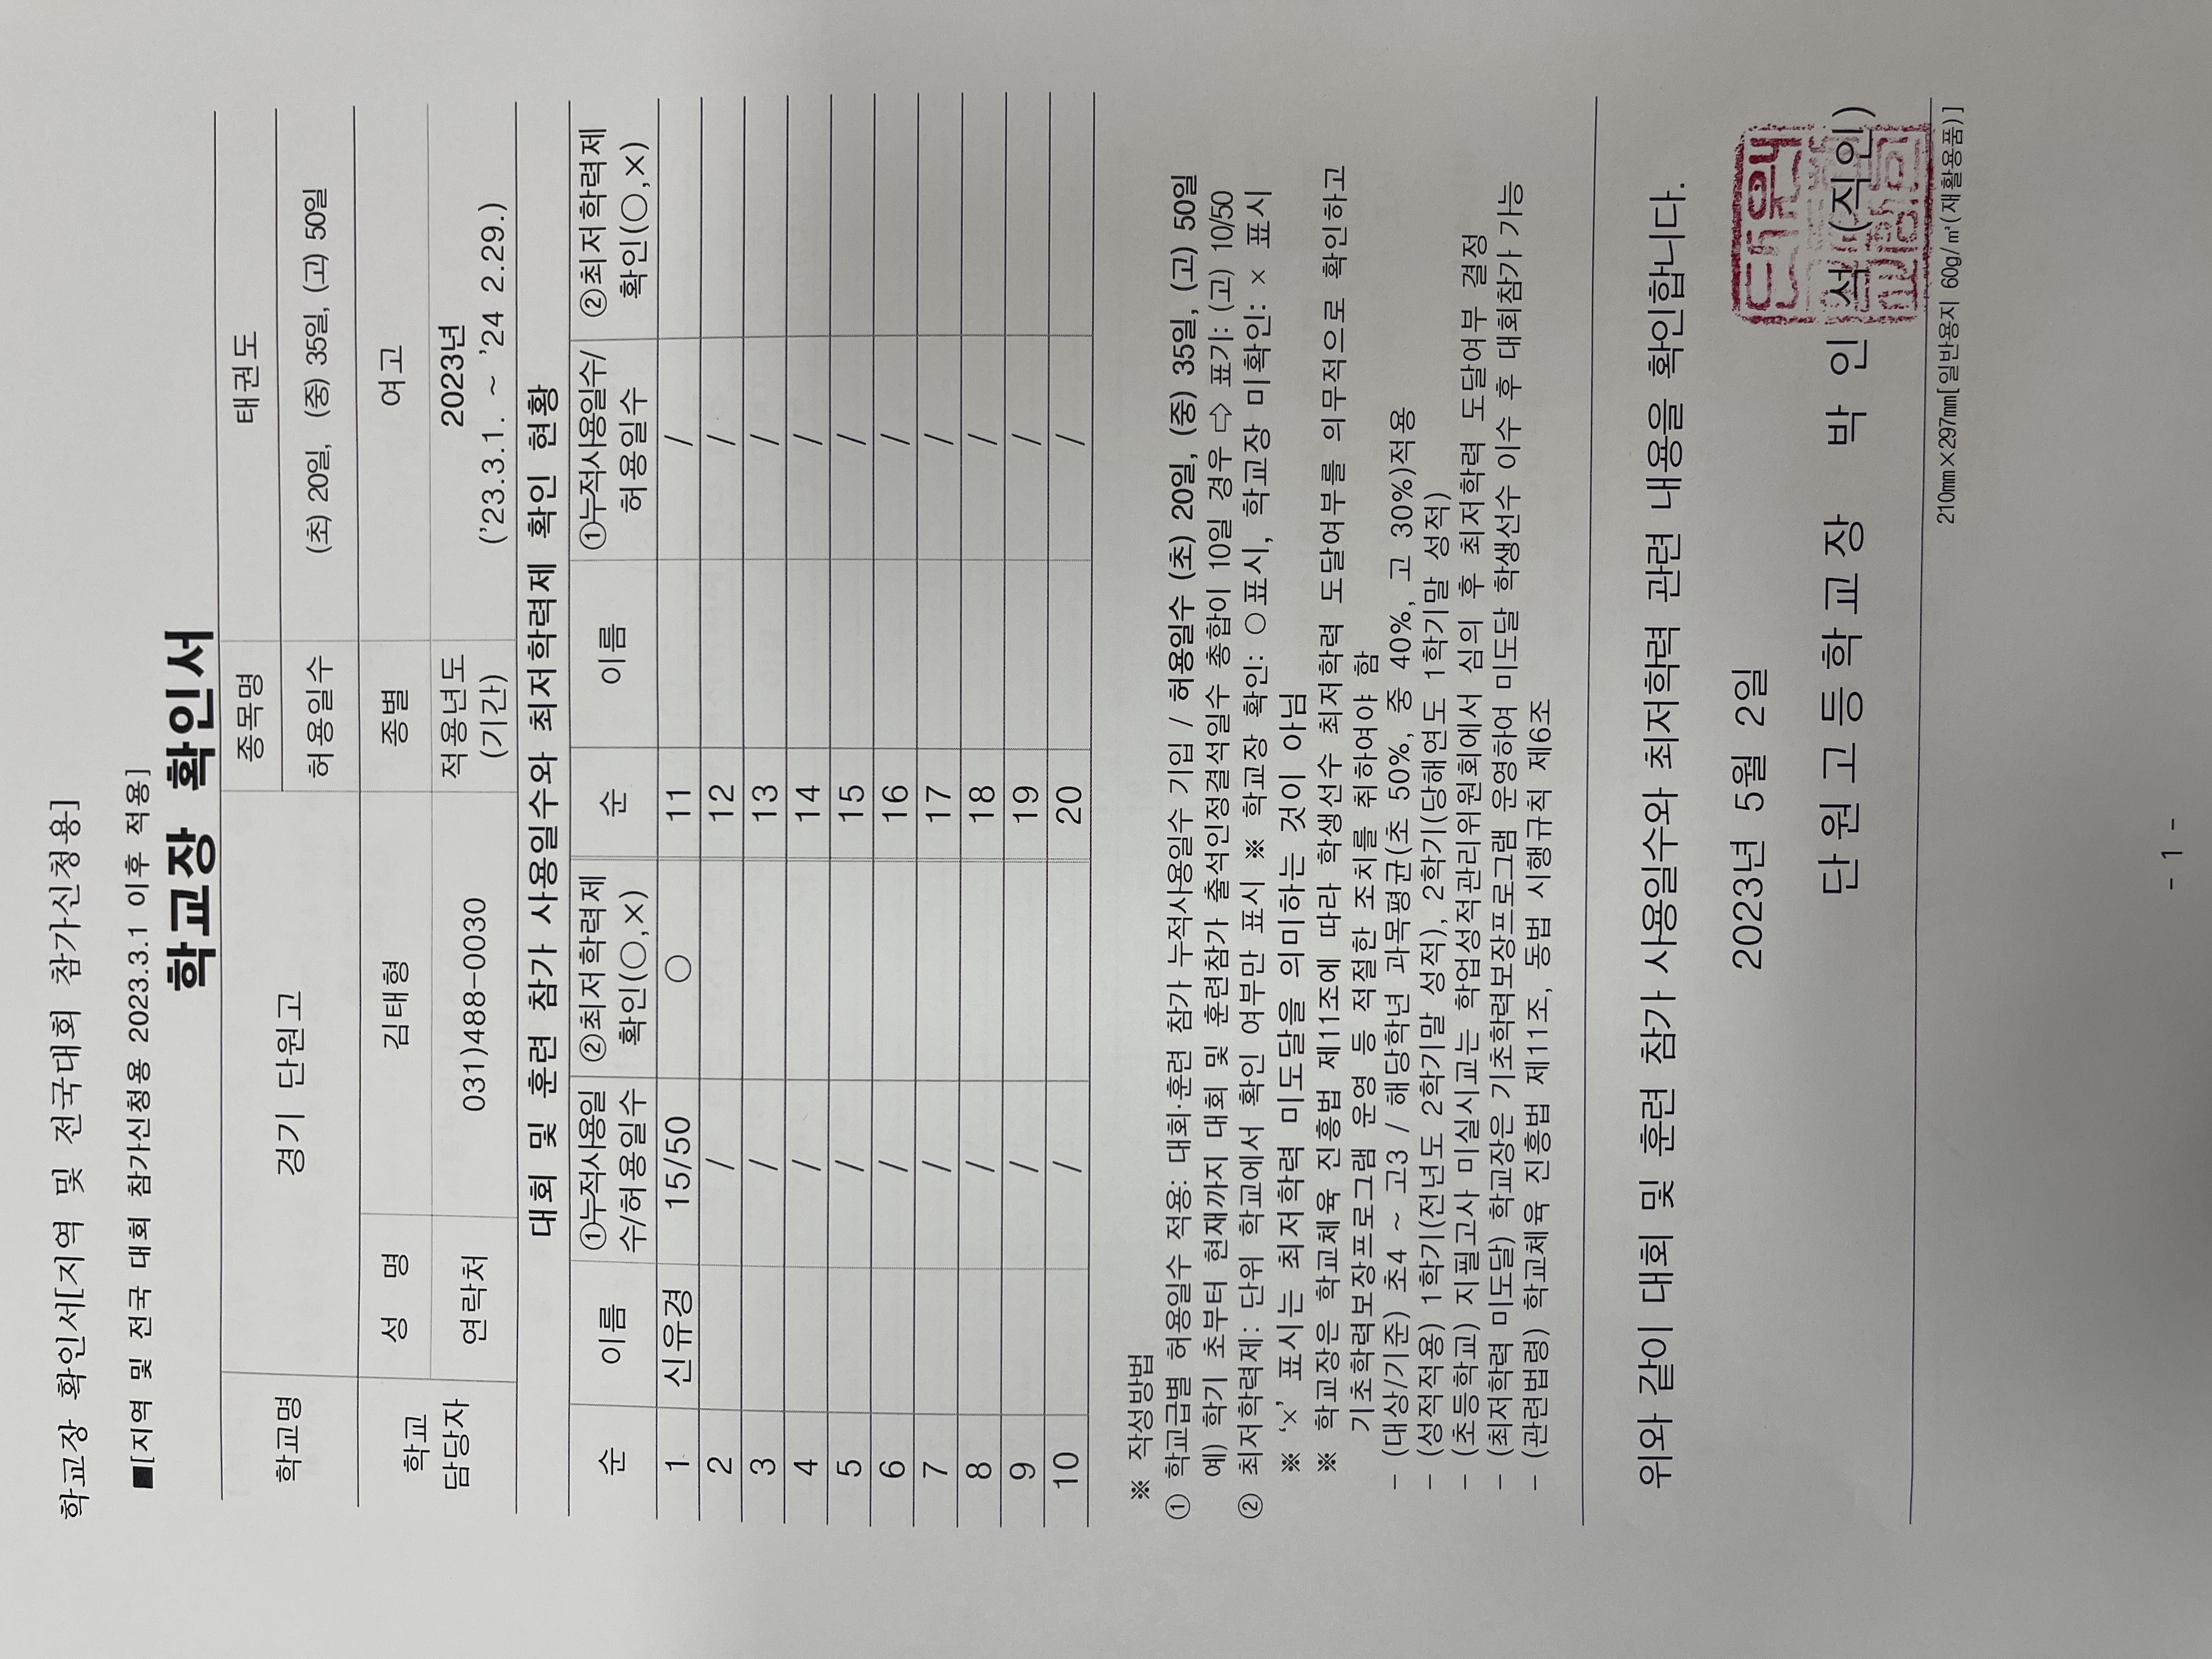 학교장 확인서[지역 및 전국대회 참가신청용]
■[지역 및 전국 대회 참가신청용 2023.3.1 이후 적용]
학교장 확인서
학교명 경기 단원고 종목명 태권도
허용일수 (초) 20일, (중) 35일, (고) 50일
학교 담당자 성 명 김태형 종별 여고
연락처 031)488-0030 적용년도 (기간) 2023년 ('23.3.1. ~ '24 2.29.)
대회 및 훈련 참가 사용일수와 최저학력제 확인 현황
순 이름 ①누적사용일수/허용일수 ②최저학력제 확인(○,×) 순 이름 ①누적사용일수/허용일수 ②최저학력제 확인(○,×)
1 신유경 15/50 ○ 11 /
2 / 12 /
3 / 13 /
4 / 14 /
5 / 15 /
6 / 16 /
7 / 17 /
8 / 18 /
9 / 19 /
10 / 20 /
※ 작성방법
① 학교급별 허용일수 적용: 대회·훈련 참가 누적사용일수 기입 / 허용일수 (초) 20일, (중) 35일, (고) 50일
예) 학기 초부터 현재까지 대회 및 훈련참가 출석인정결석일수 총합이 10일 경우 ⇨ 표기: (고) 10/50
② 최저학력제: 단위 학교에서 확인 여부만 표시 ※ 학교장 확인: ○표시, 학교장 미확인: × 표시
※ '×' 표시는 최저학력 미도달을 의미하는 것이 아님
※ 학교장은 학교체육 진흥법 제11조에 따라 학생선수 최저학력 도달여부를 의무적으로 확인하고
기초학력보장프로그램 운영 등 적절한 조치를 취하여야 함
- (대상/기준) 초4 ~ 고3 / 해당학년 과목평균(초 50%, 중 40%, 고 30%)적용
- (성적적용) 1학기(전년도 2학기말 성적), 2학기(당해연도 1학기말 성적)
- (초등학교) 지필고사 미실시교는 학업성적관리위원회에서 심의 후 최저학력 도달여부 결정
- (최저학력 미도달) 학교장은 기초학력보장프로그램 운영하여 미도달 학생선수 이수 후 대회참가 가능
- (관련법령) 학교체육 진흥법 제11조, 동법 시행규칙 제6조
위와 같이 대회 및 훈련 참가 사용일수와 최저학력 관련 내용을 확인합니다.
2023년 5월 2일
단원고등학교장 박 인 석 (직인)
210㎜×297㎜[일반용지 60g/㎡(재활용품)]
- 1 -